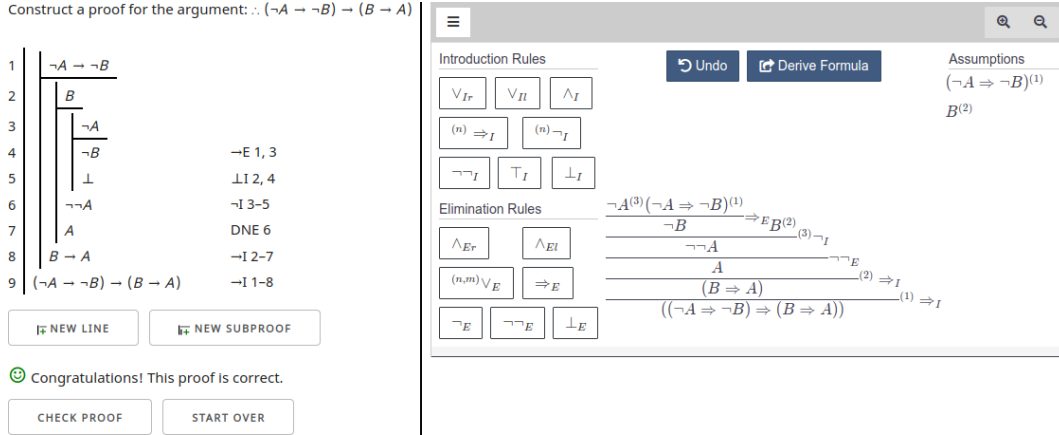 Construct a proof for the argument: ∴ (¬A → ¬B) → (B → A)
1 ¬A → ¬B
2 B
3 ¬A
4 ¬B →E 1, 3
5 ⊥ ⊥I 2, 4
6 ¬¬A ¬I 3–5
7 A DNE 6
8 B → A →I 2–7
9 (¬A → ¬B) → (B → A) →I 1–8
NEW LINE NEW SUBPROOF
Congratulations! This proof is correct.
CHECK PROOF START OVER
Introduction Rules
∨Ir ∨Il ∧I
(n) ⇒I (n) ¬I
¬¬I ⊤I ⊥I
Elimination Rules
∧Er ∧El
(n,m) ∨E ⇒E
¬E ¬¬E ⊥E
Undo Derive Formula
Assumptions
(¬A ⇒ ¬B)(1)
B(2)
¬A(3) (¬A ⇒ ¬B)(1)
⇒E
¬B B(2)
(3) ¬I
¬¬A
¬¬E
A
(2) ⇒I
(B ⇒ A)
(1) ⇒I
((¬A ⇒ ¬B) ⇒ (B ⇒ A))